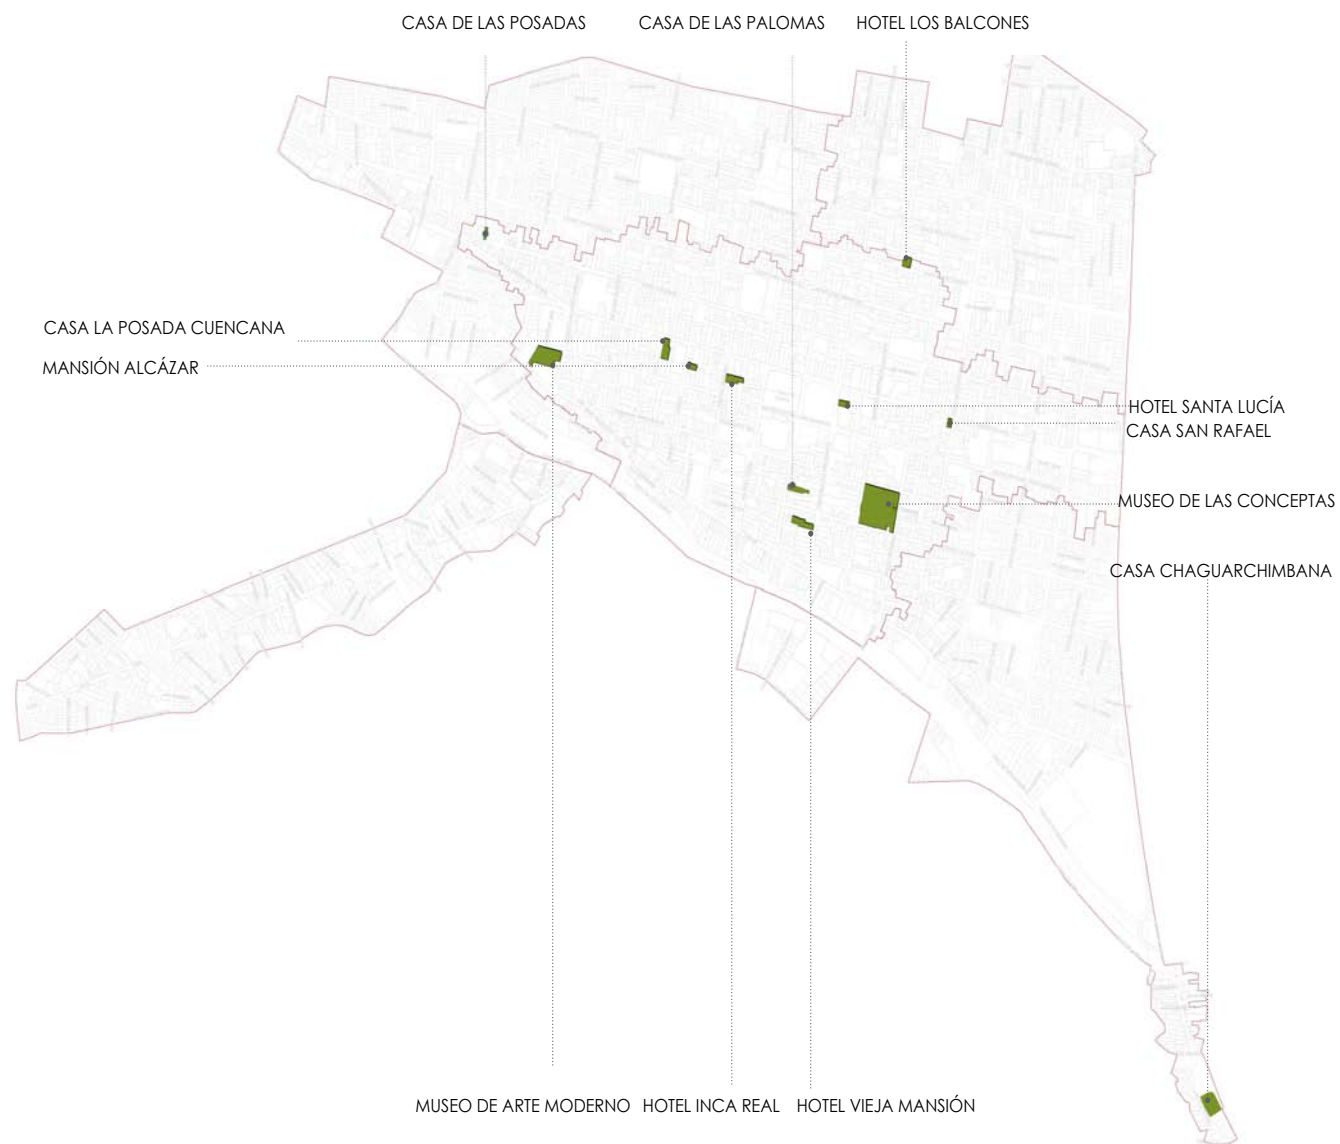 CASA DE LAS POSADAS
CASA DE LAS PALOMAS
HOTEL LOS BALCONES
CASA LA POSADA CUENCANA
MANSIÓN ALCÁZAR
HOTEL SANTA LUCÍA
CASA SAN RAFAEL
MUSEO DE LAS CONCEPTAS
CASA CHAGUARCHIMBANA
MUSEO DE ARTE MODERNO
HOTEL INCA REAL
HOTEL VIEJA MANSIÓN